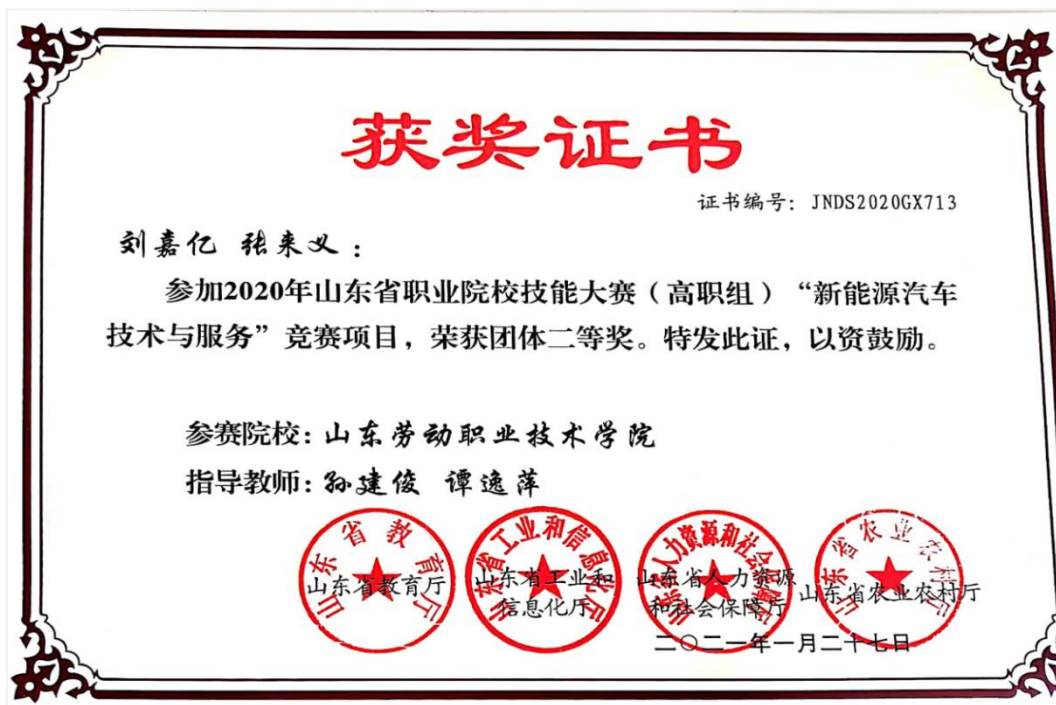 获奖证书
证书编号：JNDS2020GX713
刘嘉亿 张来义：
参加2020年山东省职业院校技能大赛（高职组）“新能源汽车
技术与服务”竞赛项目，荣获团体二等奖。特发此证，以资鼓励。
参赛院校：山东劳动职业技术学院
指导教师：孙建俊 谭逸萍
山东省教育厅
山东省工业和信息化厅
山东省人力资源和社会保障厅
山东省农业农村厅
山东省教育厅
山东省工业和
信息化厅
山东省人力资源
和社会保障厅
山东省农业农村厅
二〇二一年一月二十七日